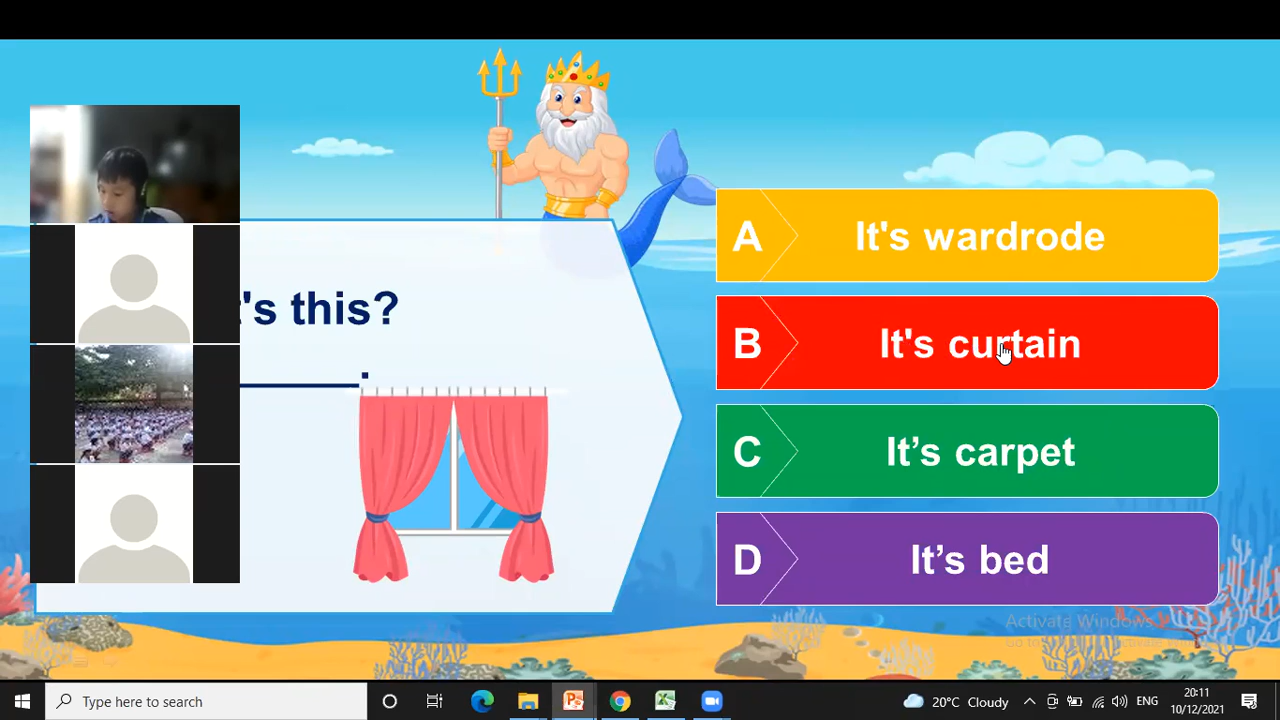 't's this?
.
A It's wardrode
B It's curtain
C It’s carpet
D It’s bed
Activate Windows
Type here to search
20°C Cloudy
ENG
20:11
10/12/2021